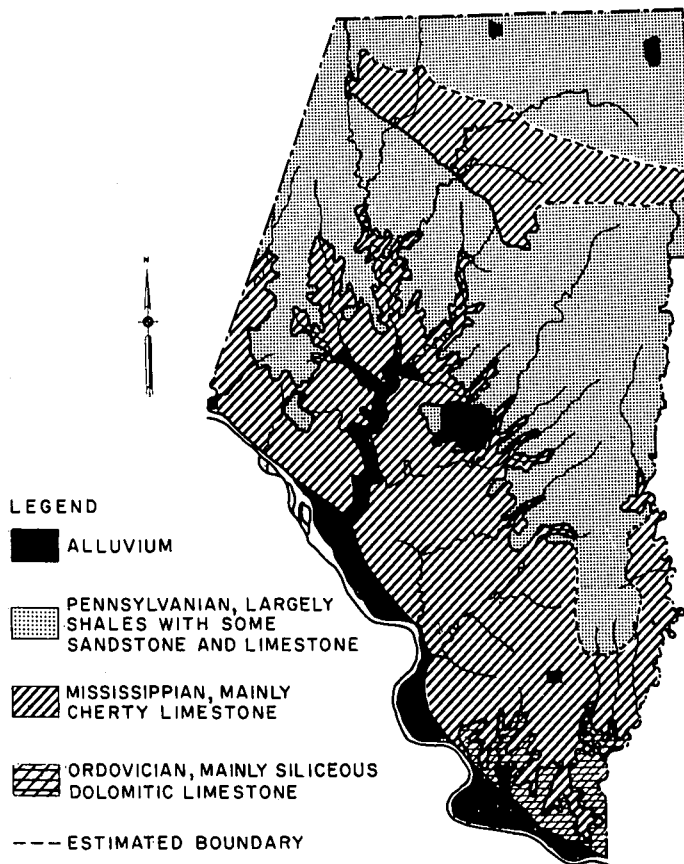 N
LEGEND
ALLUVIUM
PENNSYLVANIAN, LARGELY
SHALES WITH SOME
SANDSTONE AND LIMESTONE
MISSISSIPPIAN, MAINLY
CHERTY LIMESTONE
ORDOVICIAN, MAINLY SILICEOUS
DOLOMITIC LIMESTONE
ESTIMATED BOUNDARY